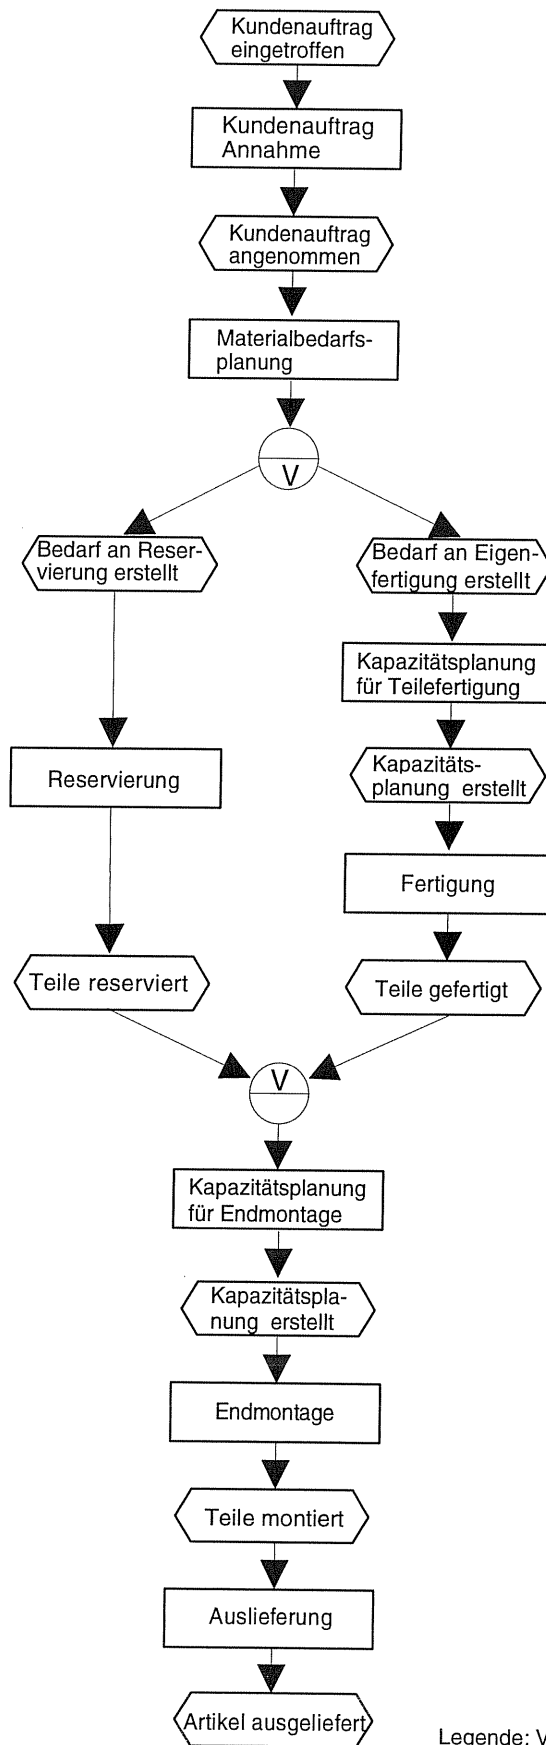 Kundenauftrag
eingetroffen
Kundenauftrag
Annahme
Kundenauftrag
angenommen
Materialbedarfs-
planung
V
Bedarf an Reser-
vierung erstellt
Bedarf an Eigen-
fertigung erstellt
Kapazitätsplanung
für Teilefertigung
Reservierung
Kapazitäts-
planung erstellt
Fertigung
Teile reserviert
Teile gefertigt
V
Kapazitätsplanung
für Endmontage
Kapazitätspla-
nung erstellt
Endmontage
Teile montiert
Auslieferung
Artikel ausgeliefert
Legende: V